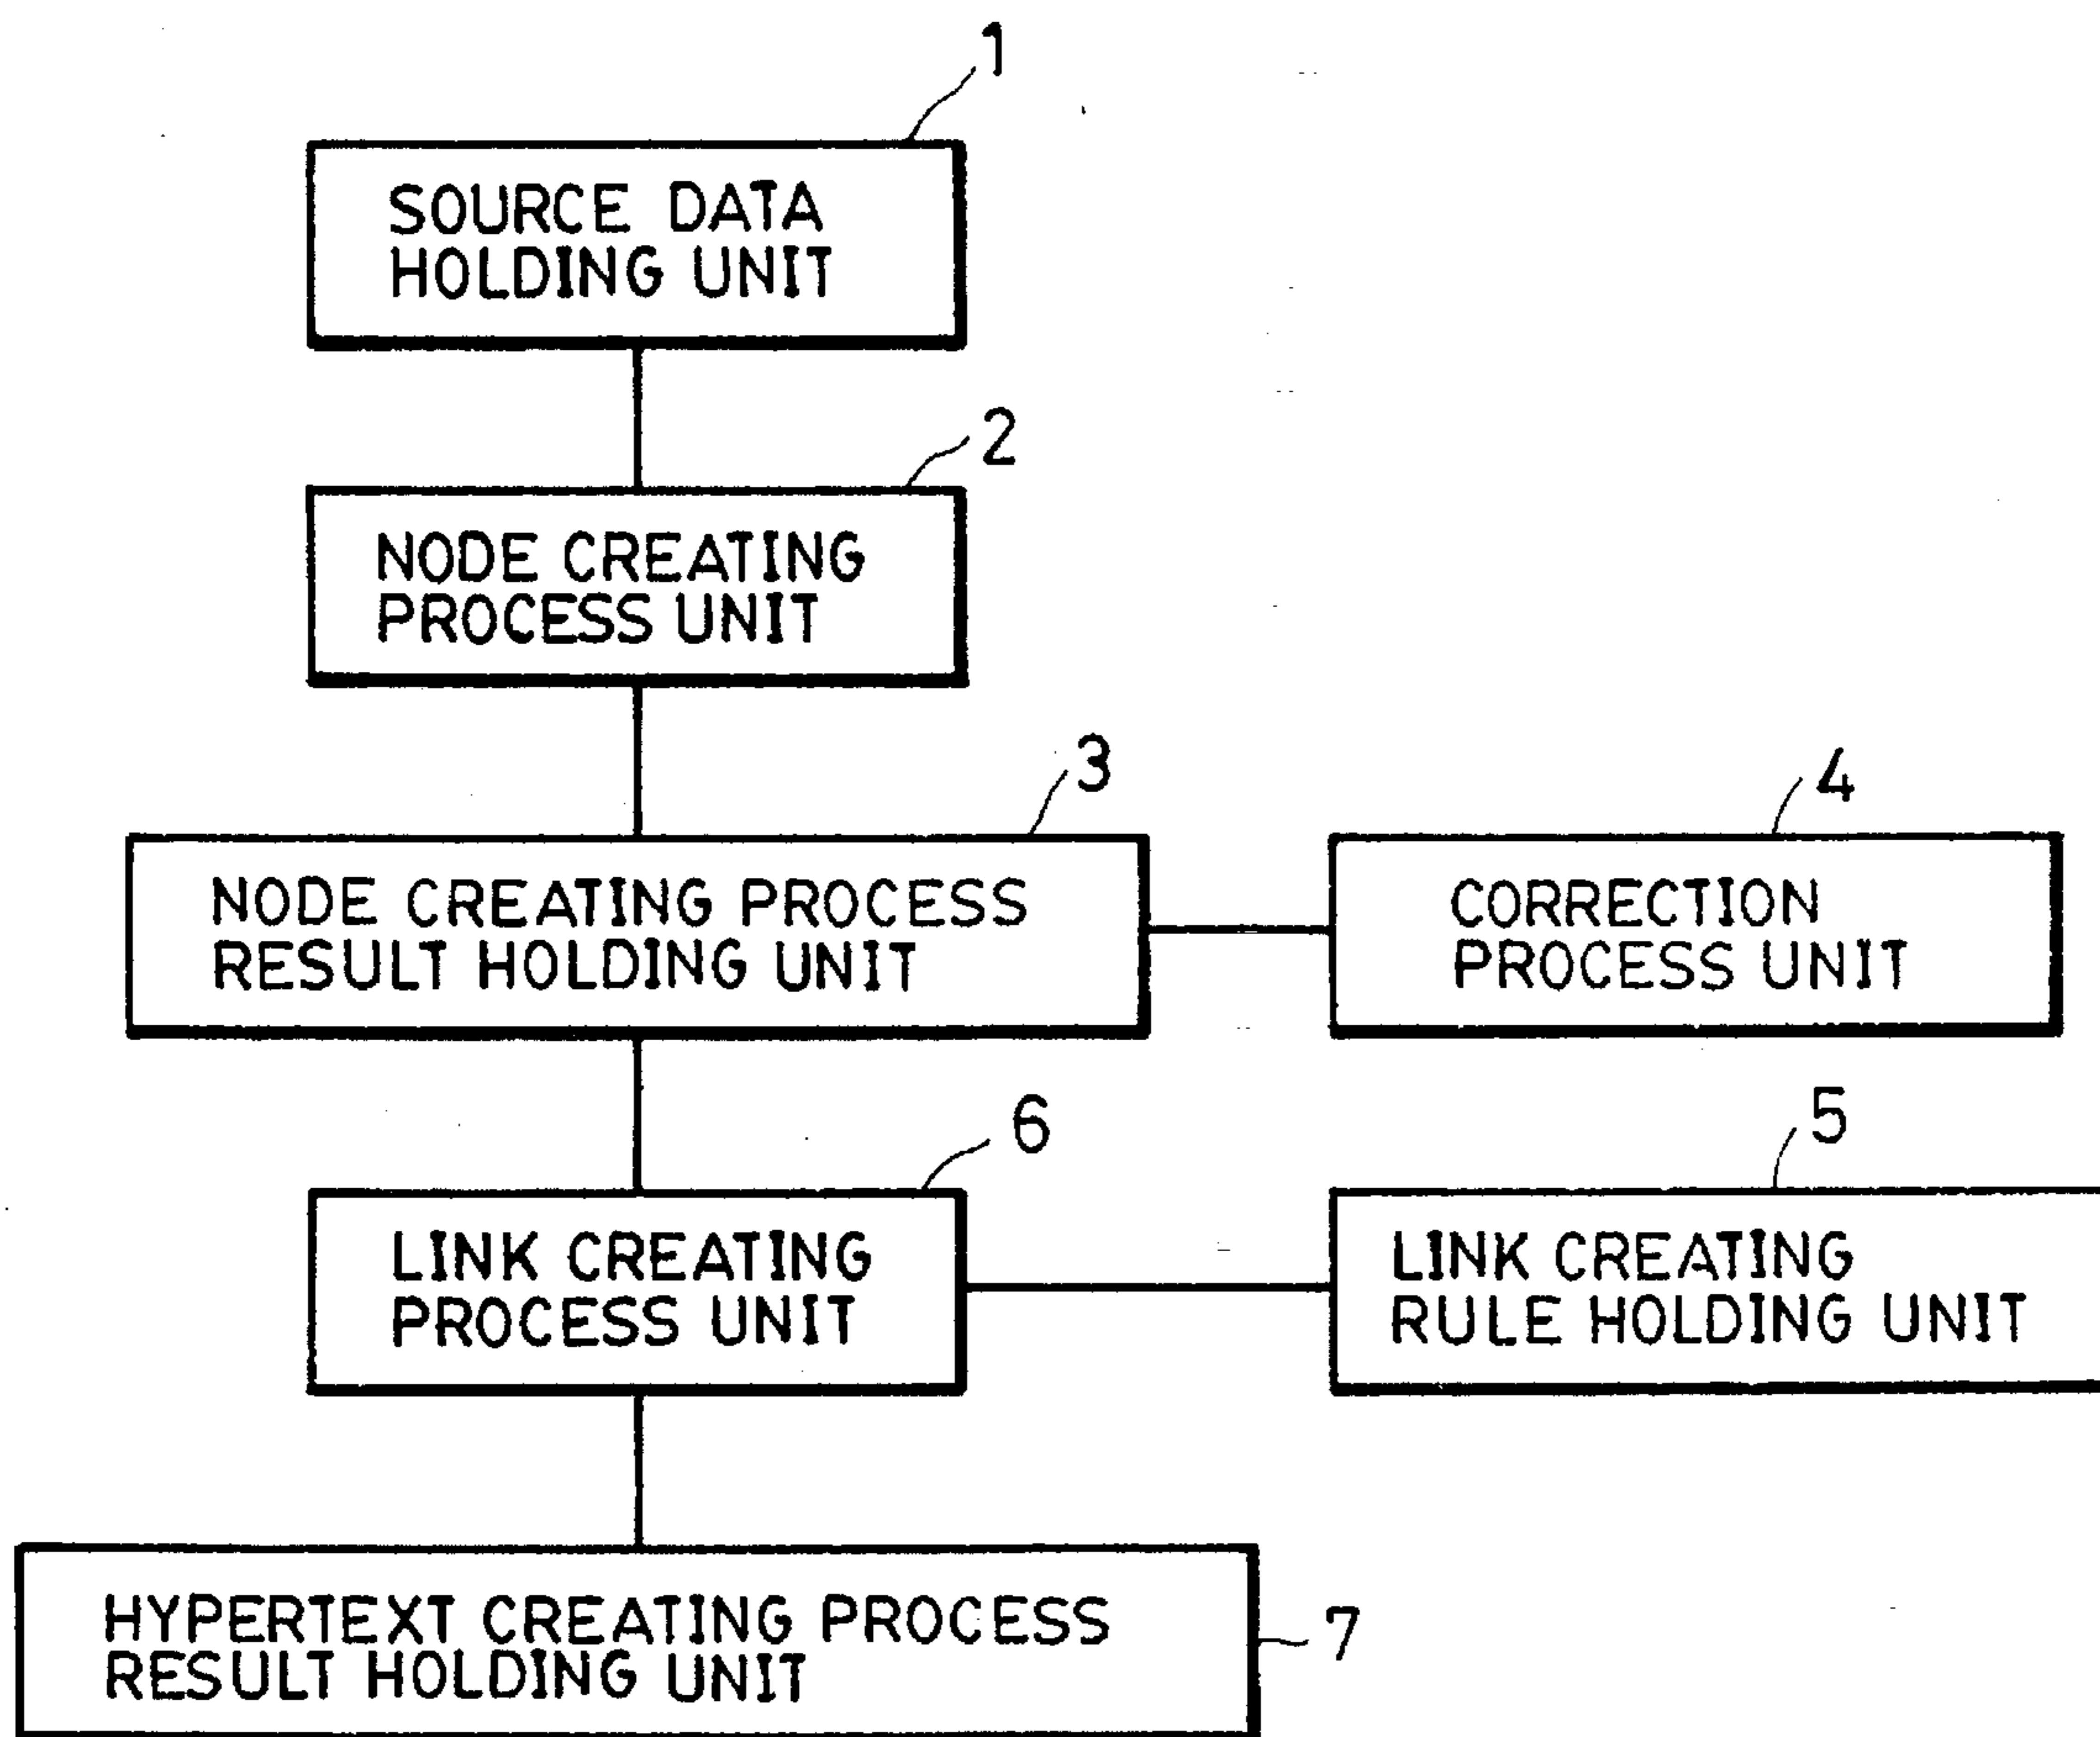 1
SOURCE DATA
HOLDING UNIT
2
NODE CREATING
PROCESS UNIT
3
NODE CREATING PROCESS
RESULT HOLDING UNIT
4
CORRECTION
PROCESS UNIT
6
LINK CREATING
PROCESS UNIT
5
LINK CREATING
RULE HOLDING UNIT
HYPERTEXT CREATING PROCESS
RESULT HOLDING UNIT
7